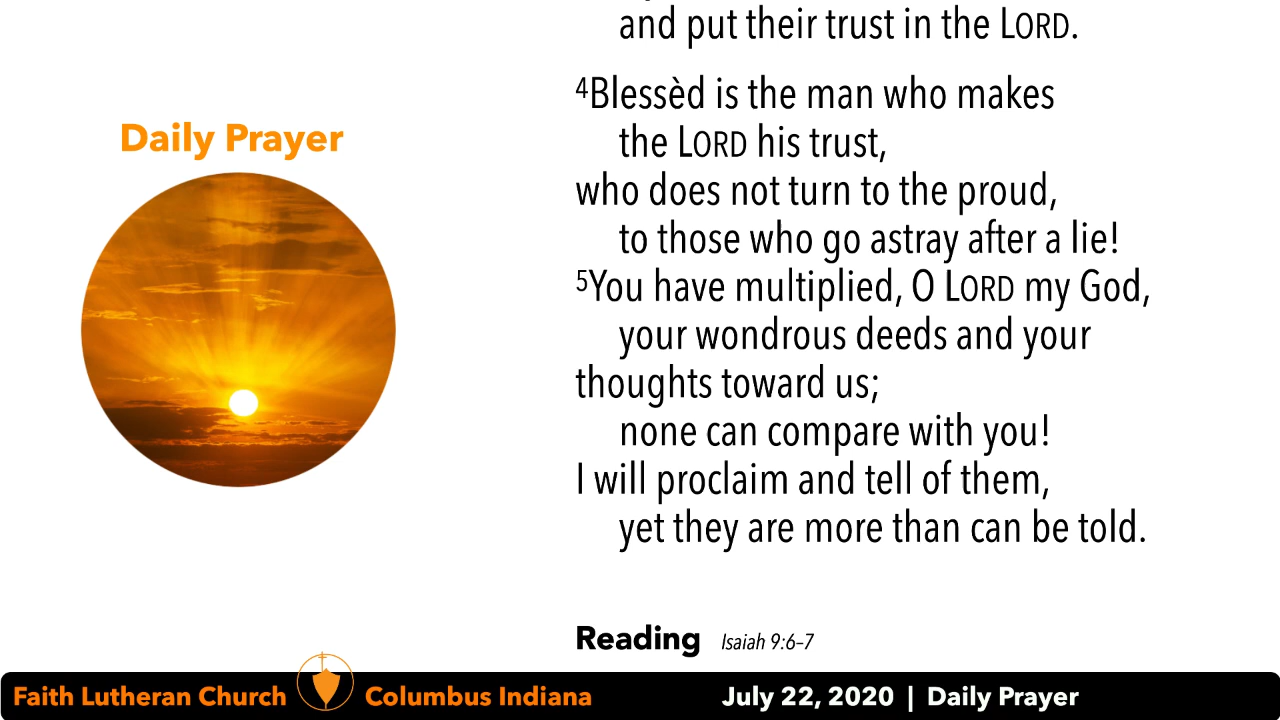 and put their trust in the LORD.
4Blessèd is the man who makes
the LORD his trust,
who does not turn to the proud,
to those who go astray after a lie!
5You have multiplied, O LORD my God,
your wondrous deeds and your
thoughts toward us;
none can compare with you!
I will proclaim and tell of them,
yet they are more than can be told.
Reading Isaiah 9:6–7
Daily Prayer
Faith Lutheran Church Columbus Indiana July 22, 2020 | Daily Prayer